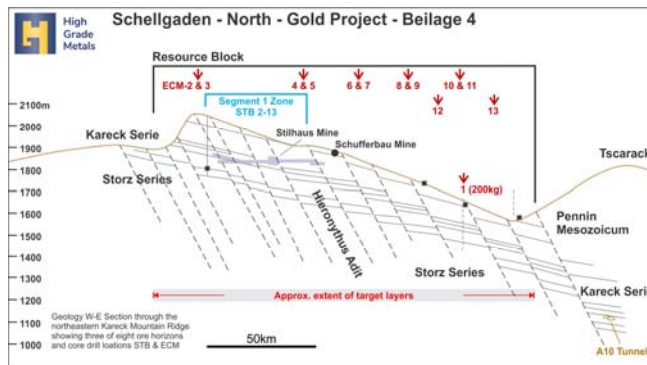 High
Grade
Metals
Schellgaden - North - Gold Project - Beilage 4
Resource Block
ECM-2 & 3
4 & 5
6 & 7
8 & 9
10 & 11
12
13
Segment 1 Zone
STB 2-13
2100m
2000
1900
1800
1700
1600
1500
1400
1300
1200
1100
1000
Kareck Serie
Stilhaus Mine
Schufferbau Mine
Tscarack
Storz Series
1 (200kg)
Hieronythus Adit
Pennin
Mesozoicum
Storz Series
Kareck Serie
Approx. extent of target layers
Geology W-E Section through the
northeastern Kareck Mountain Ridge
showing three of eight ore horizons
and core drill loations STB & ECM
50km
A10 Tunnel